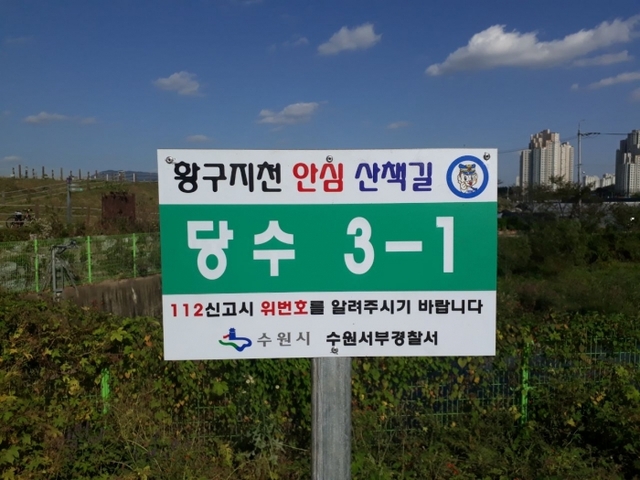 황구지천 안심 산책길
당수 3-1
112신고시 위번호를 알려주시기 바랍니다
수원시 수원서부경찰서